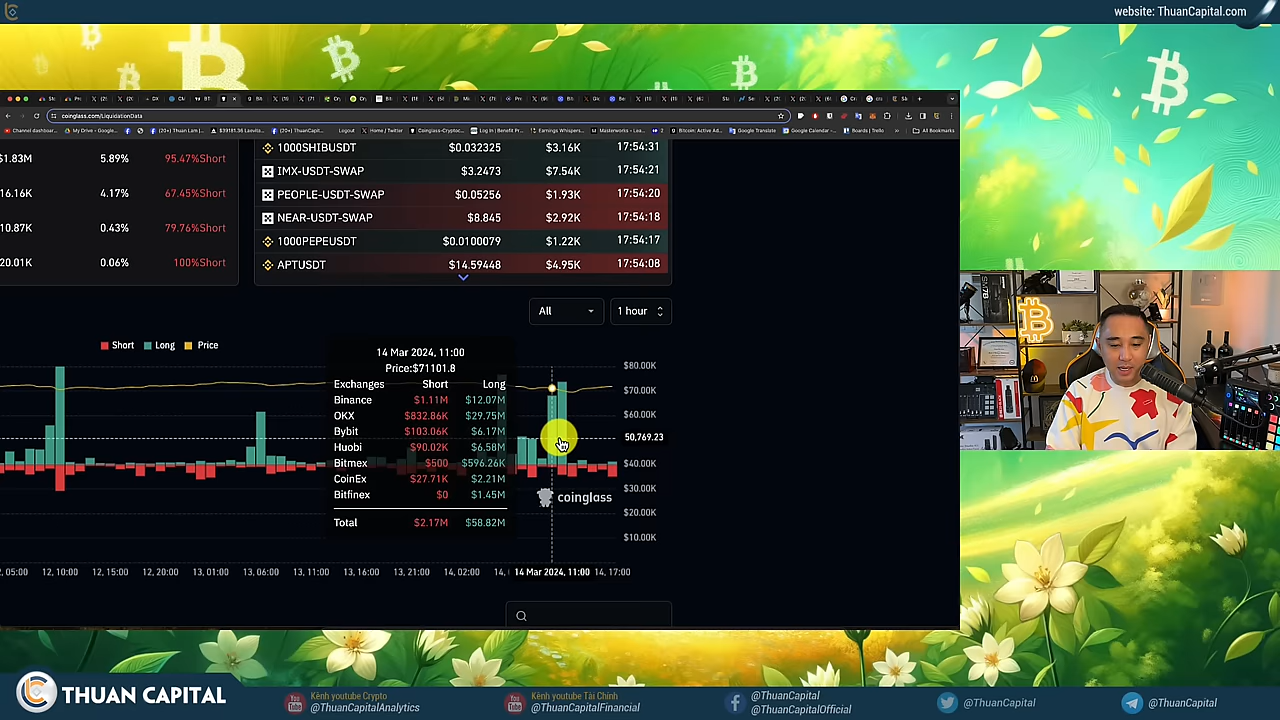 website: ThuanCapital.com
coinglass.com/LiquidationData
All Bookmarks
$1.83M 5.89% 95.47%Short
16.16K 4.17% 67.45%Short
10.87K 0.43% 79.76%Short
20.01K 0.06% 100%Short
1000SHIBUSDT $0.032325 $3.16K 17:54:31
IMX-USDT-SWAP $3.2473 $7.54K 17:54:21
PEOPLE-USDT-SWAP $0.05256 $1.93K 17:54:20
NEAR-USDT-SWAP $8.845 $2.92K 17:54:18
1000PEPEUSDT $0.0100079 $1.22K 17:54:17
APTUSDT $14.59448 $4.95K 17:54:08
All
1 hour
Short Long Price
14 Mar 2024, 11:00
Price:$71101.8
Exchanges Short Long
Binance $1.11M $12.07M
OKX $832.86K $29.75M
Bybit $103.06K $6.17M
Huobi $90.02K $6.58M
Bitmex $500 $596.26K
CoinEx $27.71K $2.21M
Bitfinex $0 $1.45M
Total $2.17M $58.82M
$80.00K
$70.00K
$60.00K
50,769.23
$40.00K
$30.00K
$20.00K
$10.00K
coinglass
12, 05:00 12, 10:00 12, 15:00 12, 20:00 13, 01:00 13, 06:00 13, 11:00 13, 16:00 13, 21:00 14, 02:00 14, 14 Mar 2024, 11:00 14, 17:00
THUAN CAPITAL
Kênh youtube Crypto
@ThuanCapitalAnalytics
Kênh youtube Tài Chính
@ThuanCapitalFinancial
@ThuanCapital
@ThuanCapitalOfficial
@ThuanCapital
@ThuanCapital